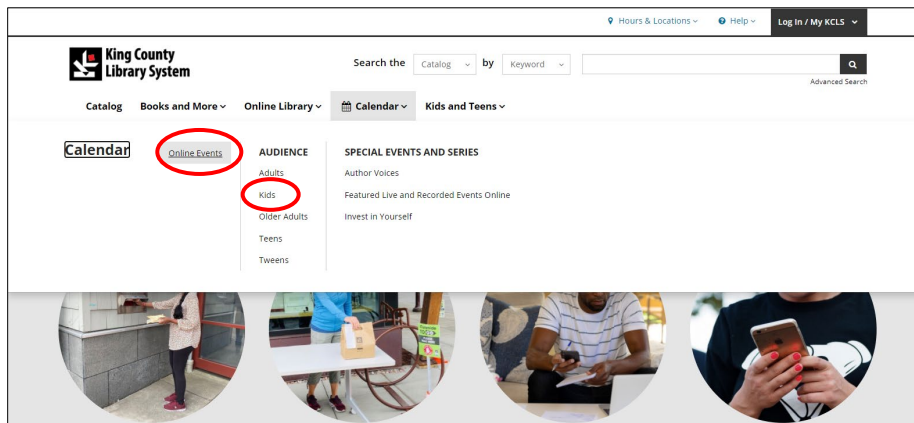 Hours & Locations Help Log In / My KCLS
King County
Library System
Search the Catalog by Keyword
Advanced Search
Catalog Books and More Online Library Calendar Kids and Teens
Calendar
Online Events
AUDIENCE
Adults
Kids
Older Adults
Teens
Tweens
SPECIAL EVENTS AND SERIES
Author Voices
Featured Live and Recorded Events Online
Invest in Yourself